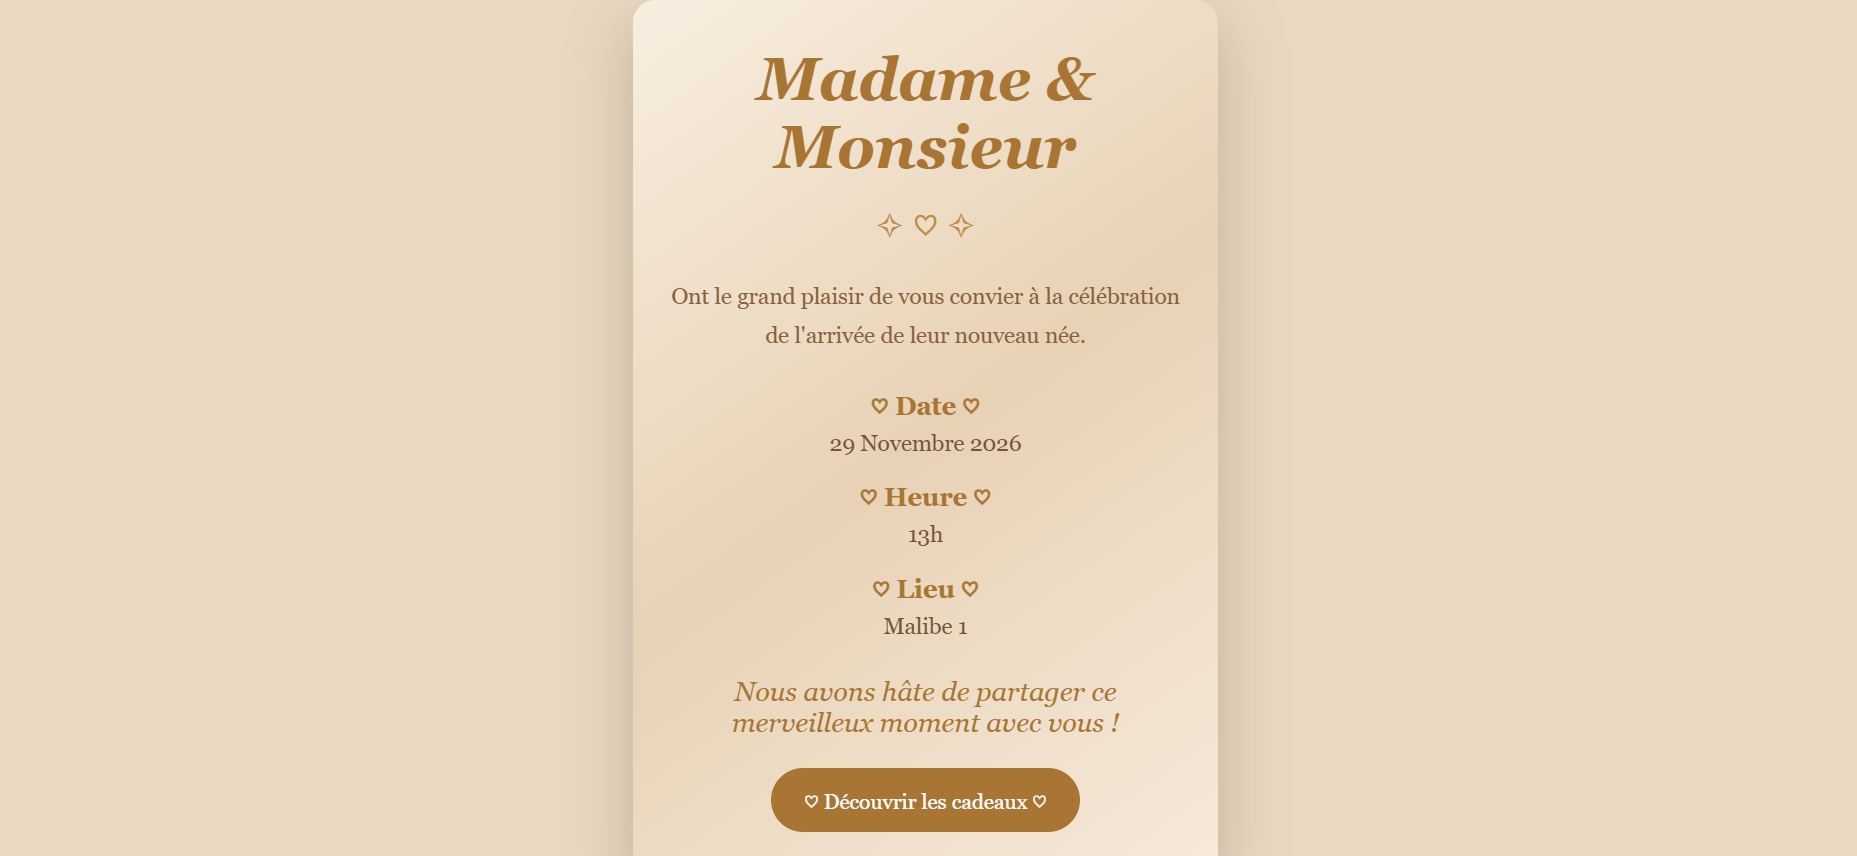 Madame &
Monsieur
✧ ♡ ✧
Ont le grand plaisir de vous convier à la célébration
de l'arrivée de leur nouveau née.
♡ Date ♡
29 Novembre 2026
♡ Heure ♡
13h
♡ Lieu ♡
Malibe 1
Nous avons hâte de partager ce
merveilleux moment avec vous !
♡ Découvrir les cadeaux ♡